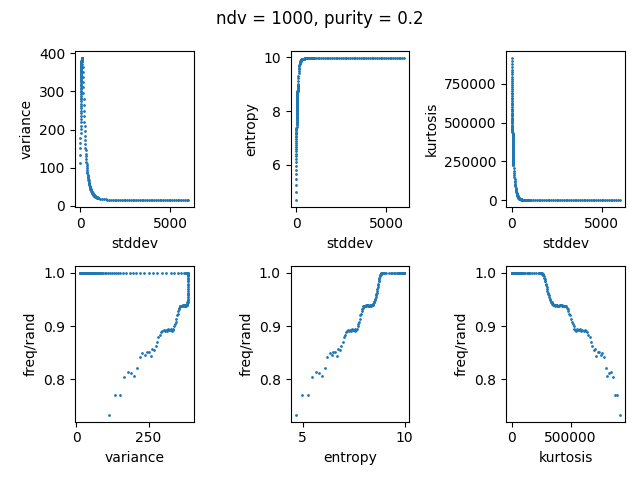 ndv = 1000, purity = 0.2
400
300
200
100
0
variance
0 5000
stddev
10
8
6
entropy
0 5000
stddev
750000
500000
250000
0
kurtosis
0 5000
stddev
1.0
0.9
0.8
freq/rand
0 250
variance
1.0
0.9
0.8
freq/rand
5 10
entropy
1.0
0.9
0.8
freq/rand
0 500000
kurtosis